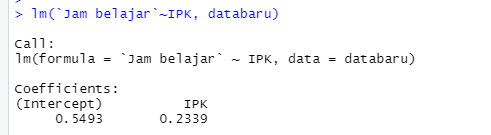 > lm(`Jam belajar`~IPK, databaru)
Call:
lm(formula = `Jam belajar` ~ IPK, data = databaru)
Coefficients:
(Intercept) IPK
0.5493 0.2339